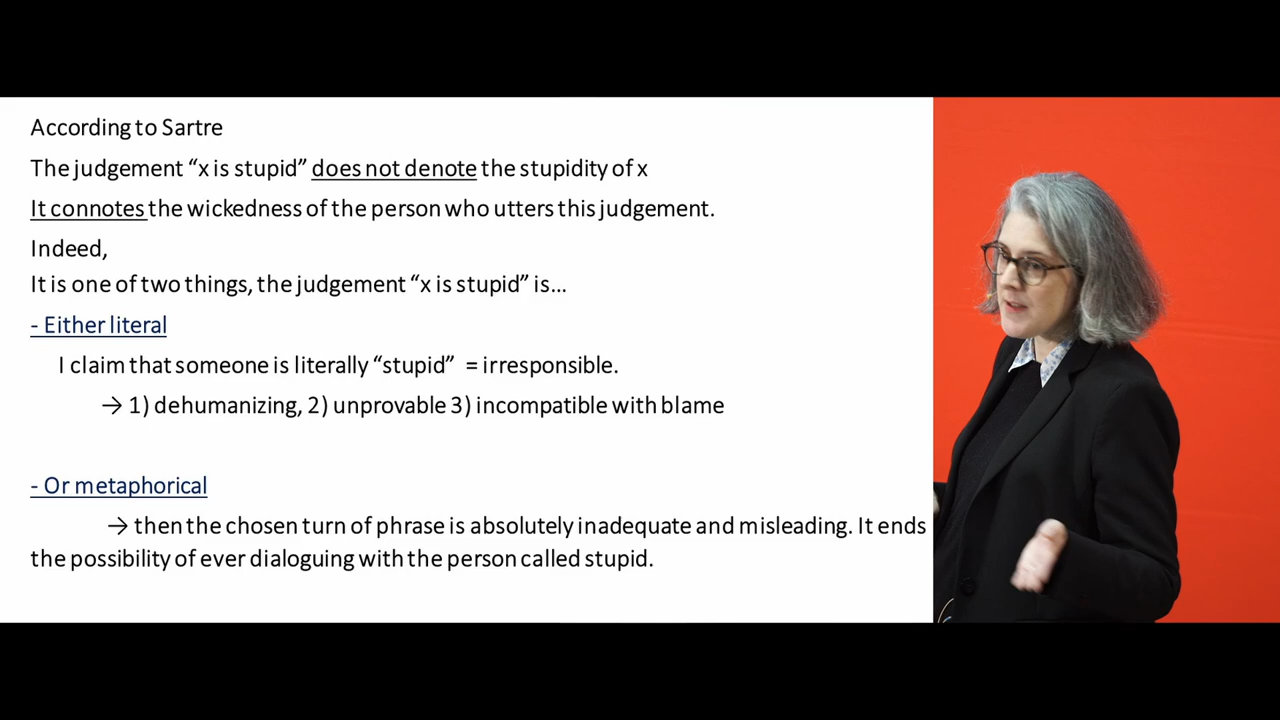 According to Sartre
The judgement “x is stupid” does not denote the stupidity of x
It connotes the wickedness of the person who utters this judgement.
Indeed,
It is one of two things, the judgement “x is stupid” is…
- Either literal
I claim that someone is literally “stupid” = irresponsible.
→ 1) dehumanizing, 2) unprovable 3) incompatible with blame
- Or metaphorical
→ then the chosen turn of phrase is absolutely inadequate and misleading. It ends
the possibility of ever dialoguing with the person called stupid.